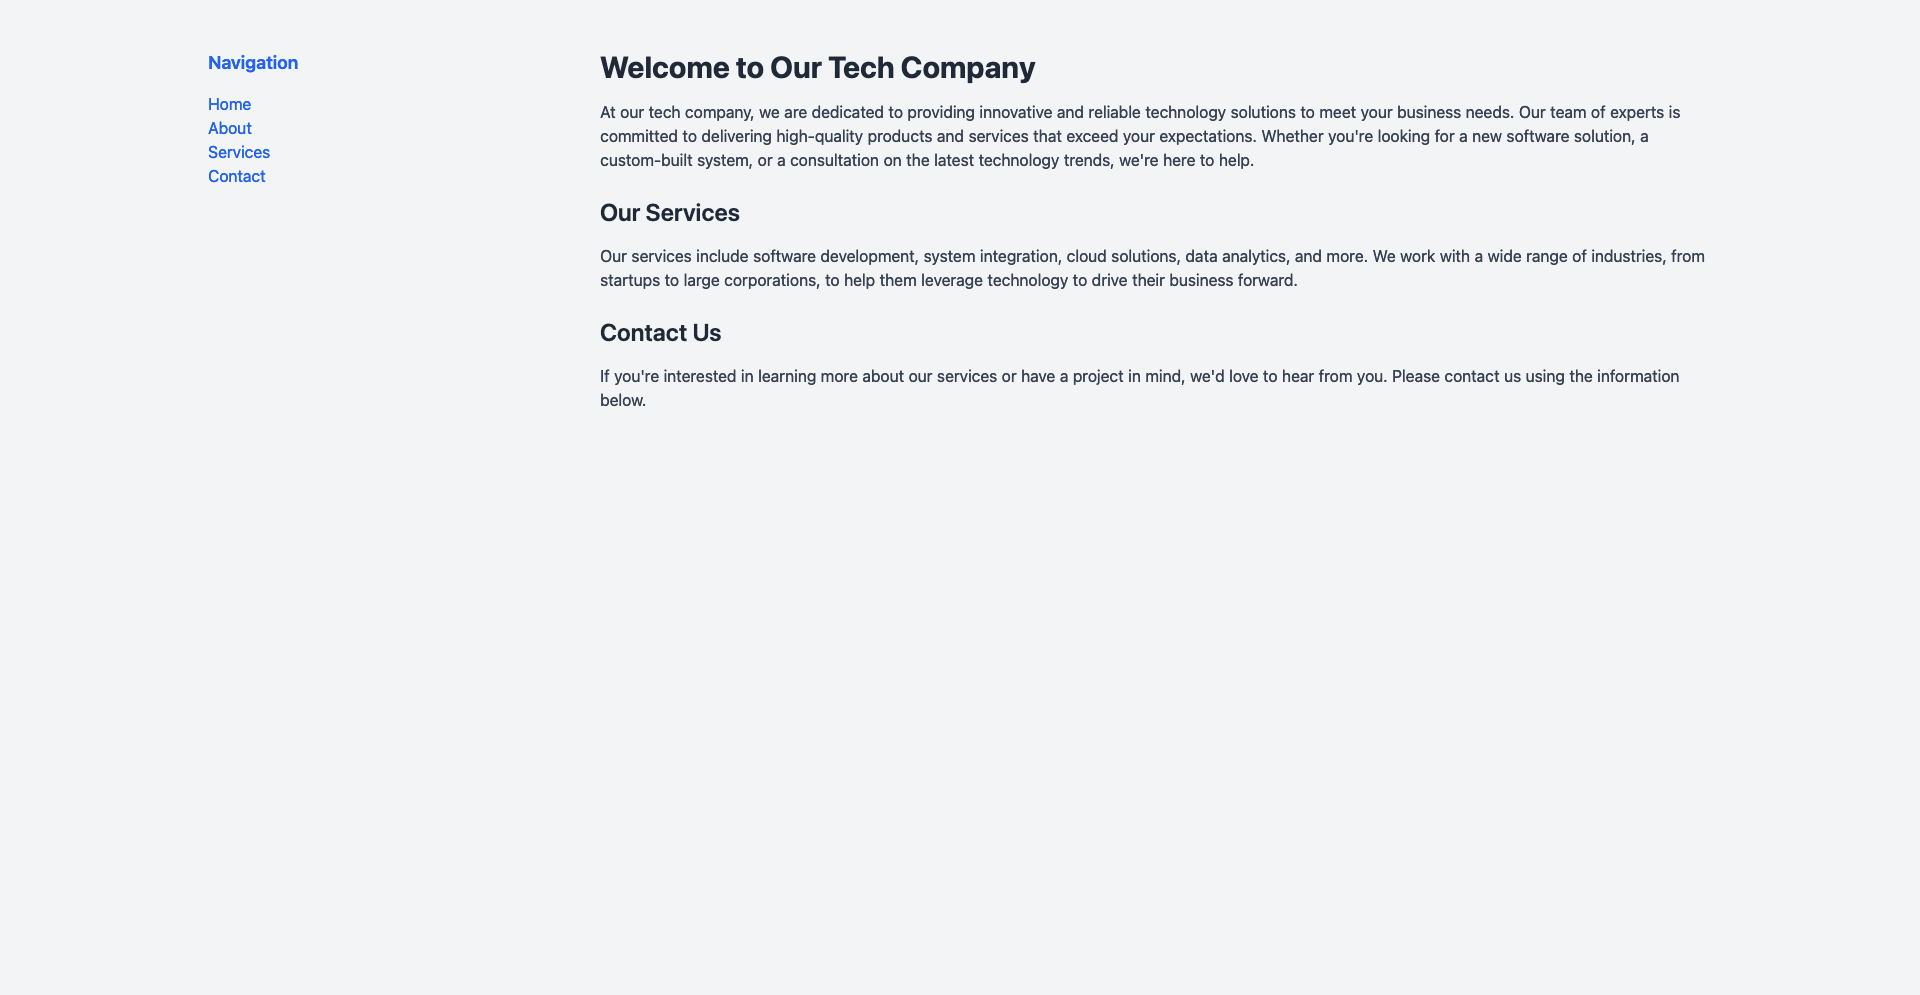 Navigation
Home
About
Services
Contact
Welcome to Our Tech Company
At our tech company, we are dedicated to providing innovative and reliable technology solutions to meet your business needs. Our team of experts is
committed to delivering high-quality products and services that exceed your expectations. Whether you're looking for a new software solution, a
custom-built system, or a consultation on the latest technology trends, we're here to help.
Our Services
Our services include software development, system integration, cloud solutions, data analytics, and more. We work with a wide range of industries, from
startups to large corporations, to help them leverage technology to drive their business forward.
Contact Us
If you're interested in learning more about our services or have a project in mind, we'd love to hear from you. Please contact us using the information
below.